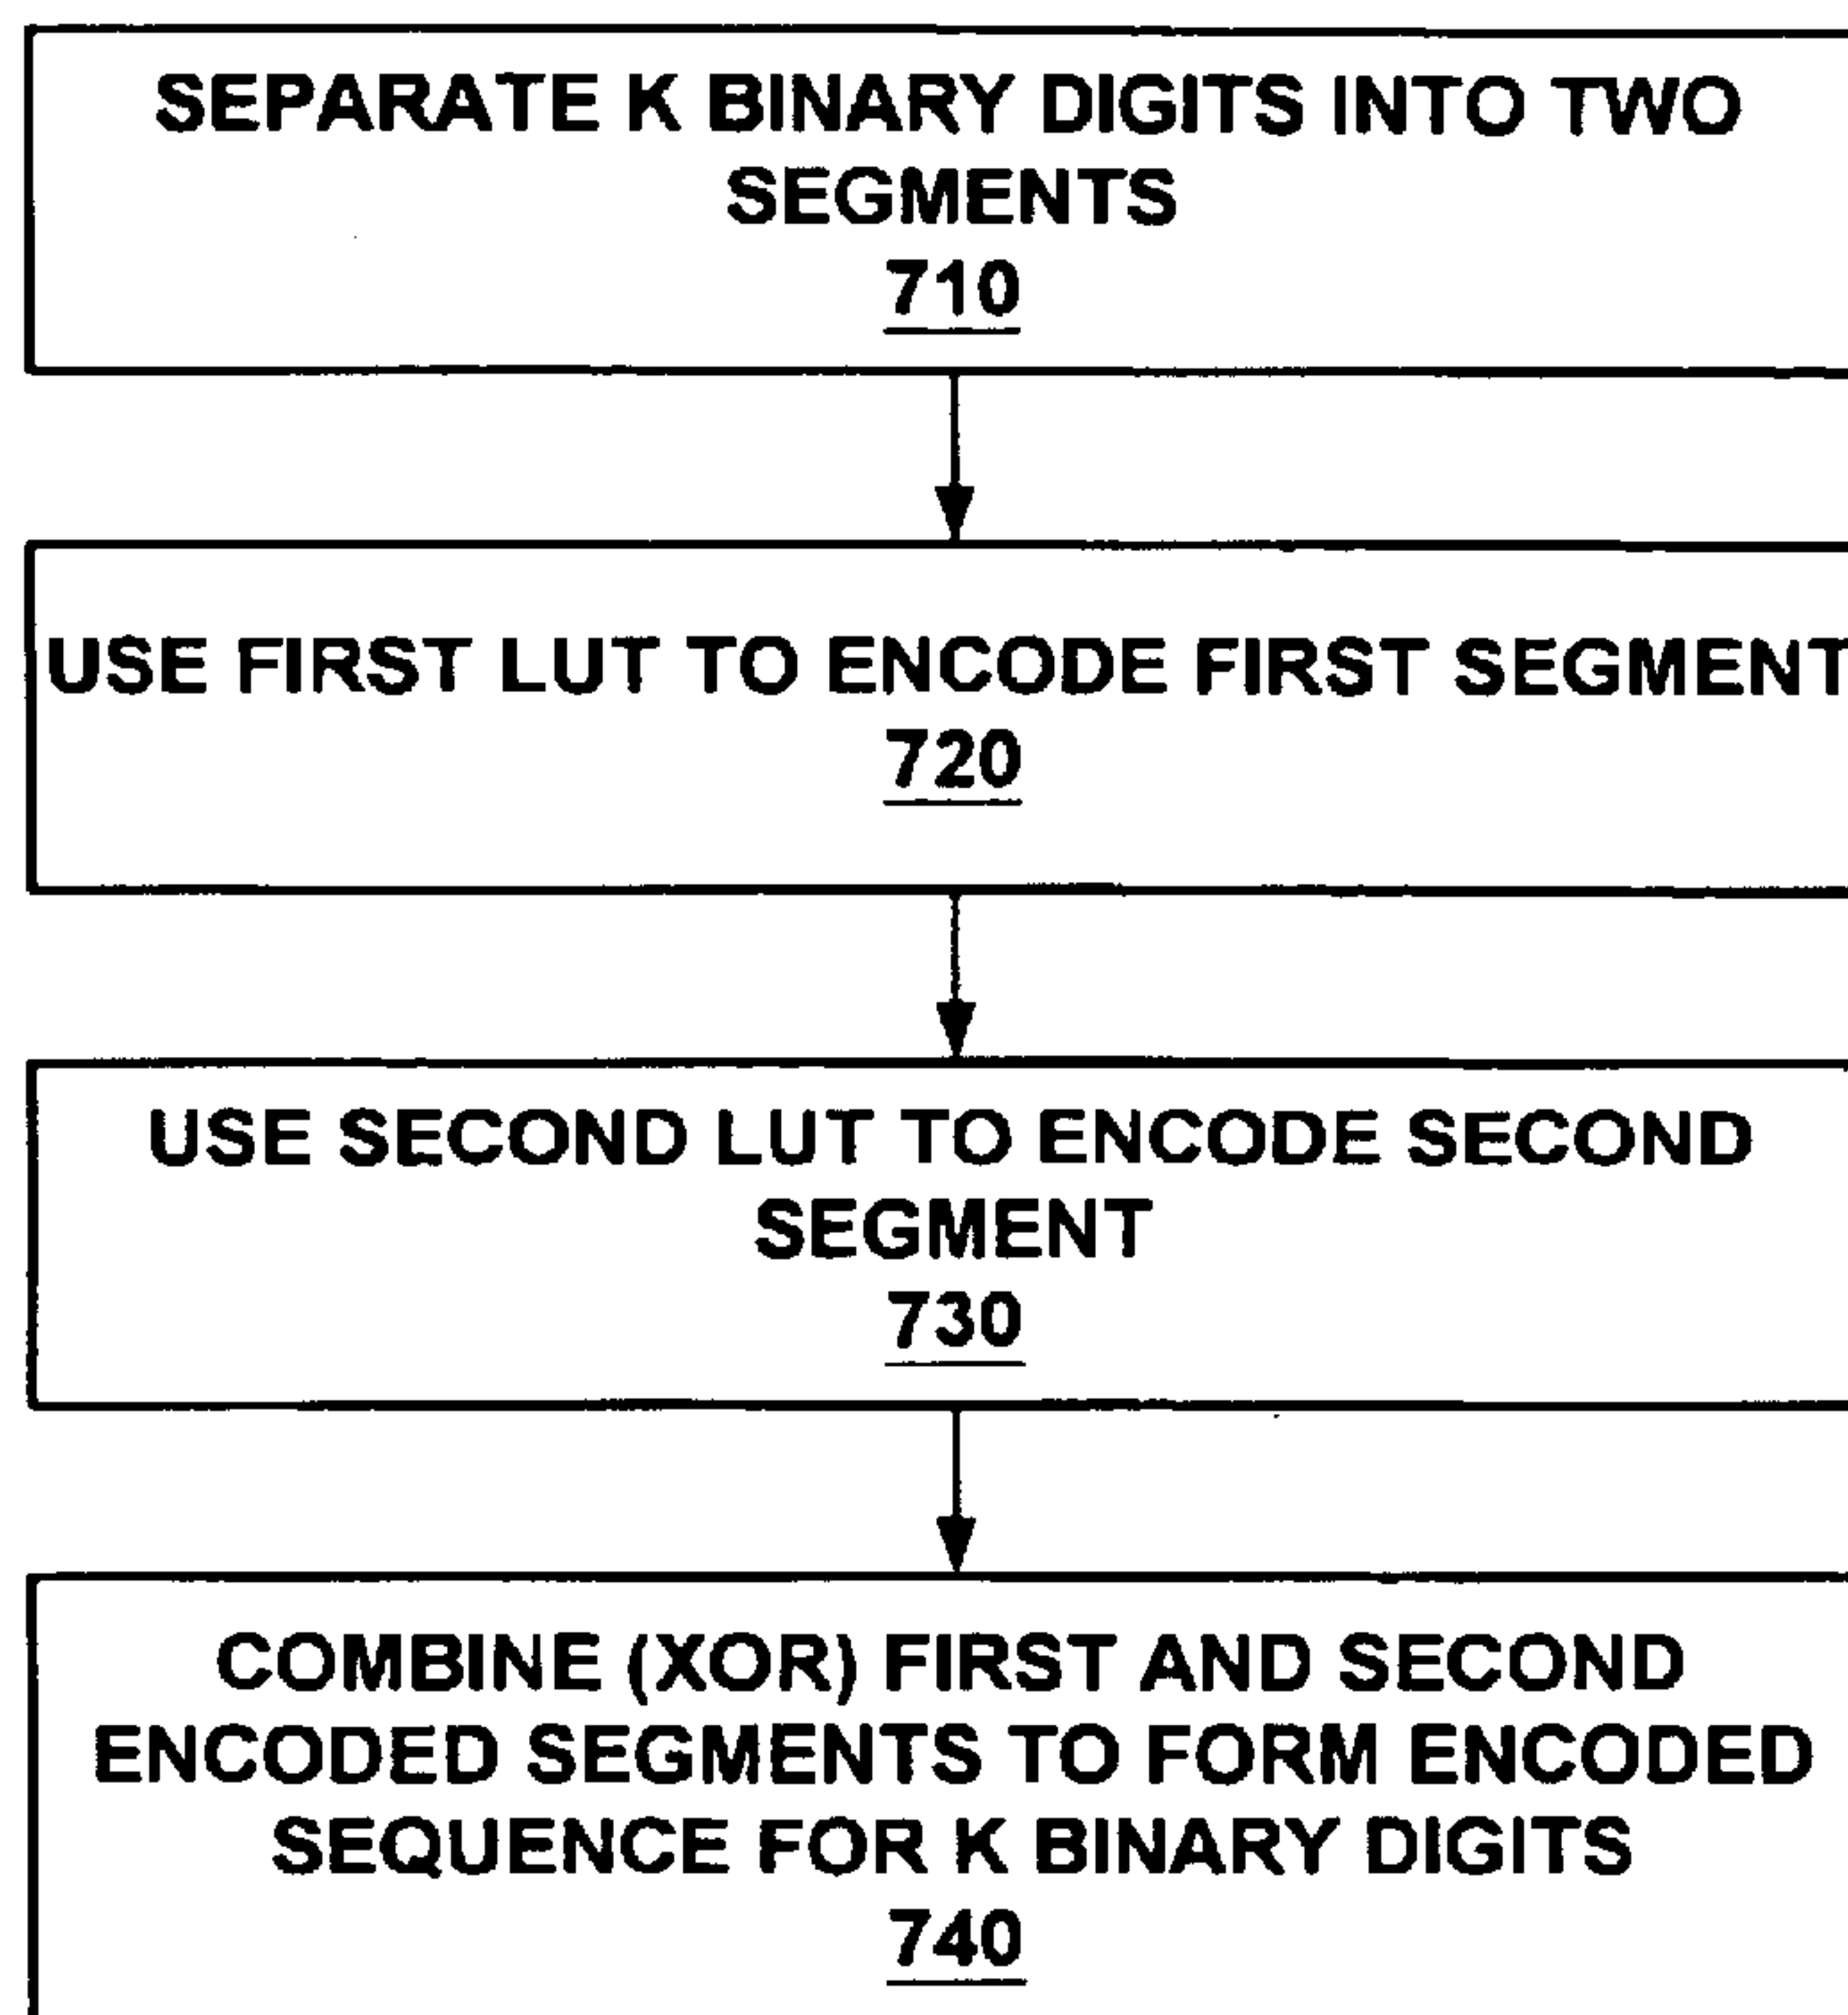 SEPARATE K BINARY DIGITS INTO TWO
SEGMENTS
710
USE FIRST LUT TO ENCODE FIRST SEGMENT
720
USE SECOND LUT TO ENCODE SECOND
SEGMENT
730
COMBINE (XOR) FIRST AND SECOND
ENCODED SEGMENTS TO FORM ENCODED
SEQUENCE FOR K BINARY DIGITS
740